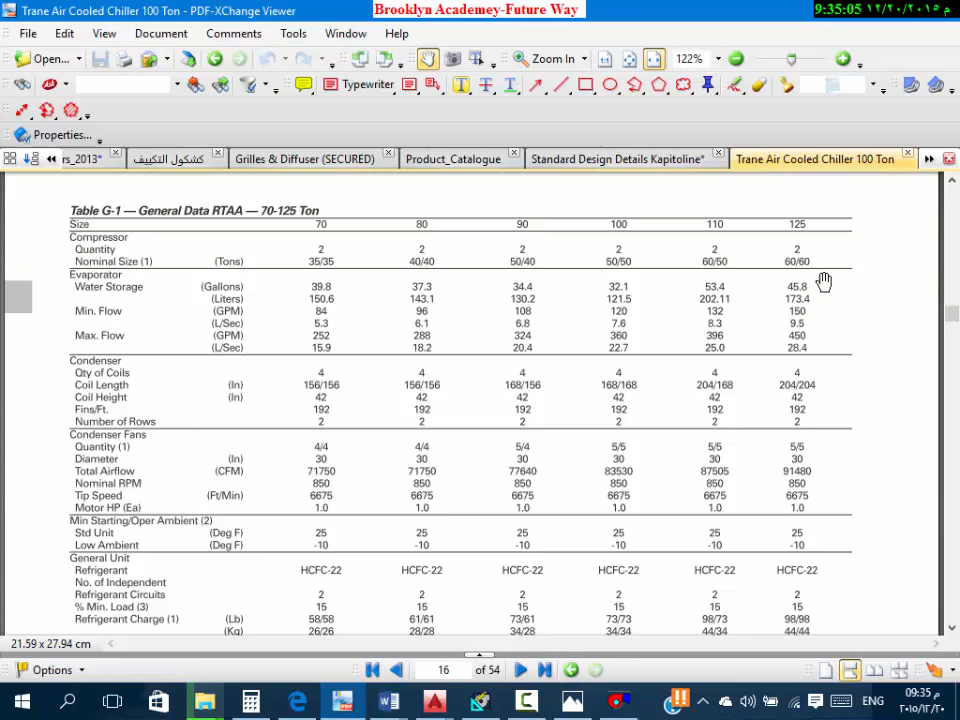 Trane Air Cooled Chiller 100 Ton - PDF-XChange Viewer
Brooklyn Academey-Future Way
9:35:05 م ١٢/٢٠/٢٠١٥
File Edit View Document Comments Tools Window Help
Open... Zoom In 122%
Typewriter
Properties...
rs_2013* كشكول التكييف Grilles & Diffuser (SECURED) Product_Catalogue Standard Design Details Kapitoline* Trane Air Cooled Chiller 100 Ton
Table G-1 — General Data RTAA — 70-125 Ton
Size 70 80 90 100 110 125
Compressor
Quantity 2 2 2 2 2 2
Nominal Size (1) (Tons) 35/35 40/40 50/40 50/50 60/50 60/60
Evaporator
Water Storage (Gallons) 39.8 37.3 34.4 32.1 53.4 45.8
(Liters) 150.6 143.1 130.2 121.5 202.11 173.4
Min. Flow (GPM) 84 96 108 120 132 150
(L/Sec) 5.3 6.1 6.8 7.6 8.3 9.5
Max. Flow (GPM) 252 288 324 360 396 450
(L/Sec) 15.9 18.2 20.4 22.7 25.0 28.4
Condenser
Qty of Coils 4 4 4 4 4 4
Coil Length (In) 156/156 156/156 168/156 168/168 204/168 204/204
Coil Height (In) 42 42 42 42 42 42
Fins/Ft. 192 192 192 192 192 192
Number of Rows 2 2 2 2 2 2
Condenser Fans
Quantity (1) 4/4 4/4 5/4 5/5 5/5 5/5
Diameter (In) 30 30 30 30 30 30
Total Airflow (CFM) 71750 71750 77640 83530 87505 91480
Nominal RPM 850 850 850 850 850 850
Tip Speed (Ft/Min) 6675 6675 6675 6675 6675 6675
Motor HP (Ea) 1.0 1.0 1.0 1.0 1.0 1.0
Min Starting/Oper Ambient (2)
Std Unit (Deg F) 25 25 25 25 25 25
Low Ambient (Deg F) -10 -10 -10 -10 -10 -10
General Unit
Refrigerant HCFC-22 HCFC-22 HCFC-22 HCFC-22 HCFC-22 HCFC-22
No. of Independent
Refrigerant Circuits 2 2 2 2 2 2
% Min. Load (3) 15 15 15 15 15 15
Refrigerant Charge (1) (Lb) 58/58 61/61 73/61 73/73 98/73 98/98
(Kg) 26/26 28/28 34/28 34/34 44/34 44/44
21.59 x 27.94 cm
Options 16 of 54
ENG
09:35 م
٢٠١٥/١٢/٢٠